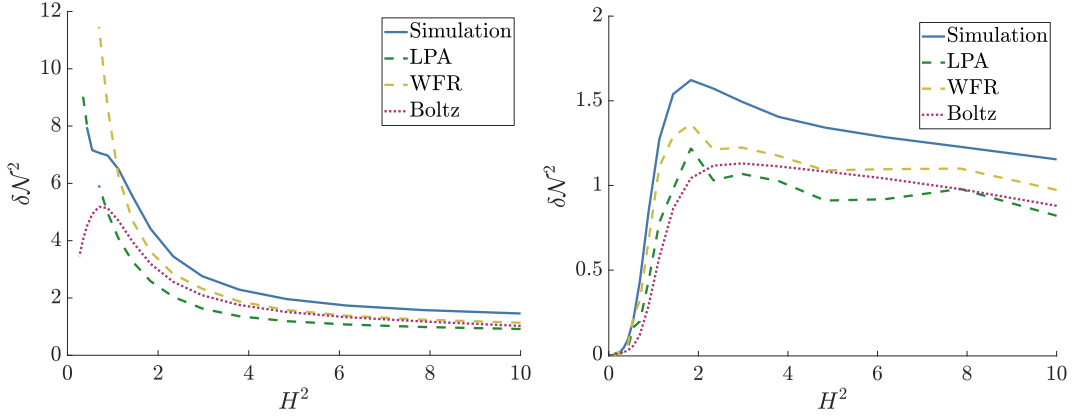 12
10
8
6
4
2
0
δ𝒩²
0 2 4 6 8 10
H²
Simulation
LPA
WFR
Boltz
2
1.5
1
0.5
0
δ𝒩²
0 2 4 6 8 10
H²
Simulation
LPA
WFR
Boltz